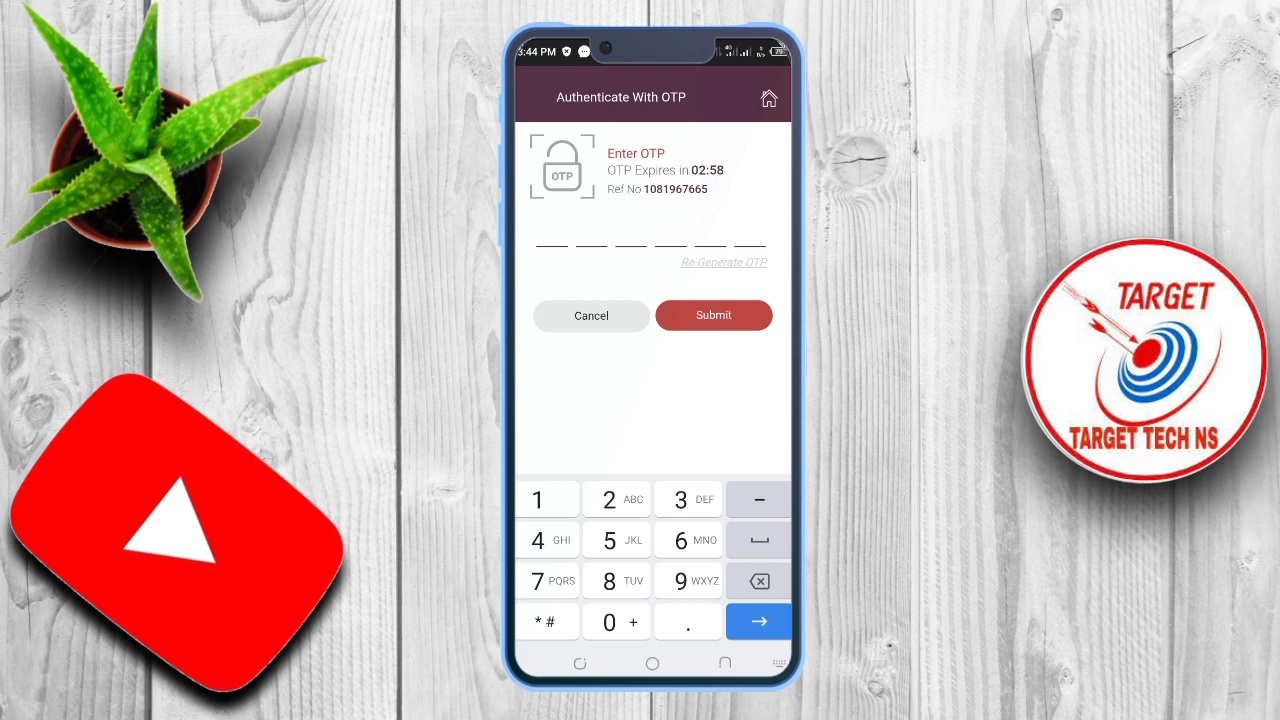 3:44 PM
4G
Authenticate With OTP
OTP
Enter OTP
OTP Expires in 02:58
Ref No 1081967665
Re-Generate OTP
Cancel
Submit
1
2 ABC
3 DEF
-
4 GHI
5 JKL
6 MNO
7 PQRS
8 TUV
9 WXYZ
* #
0 +
.
TARGET
TARGET TECH NS